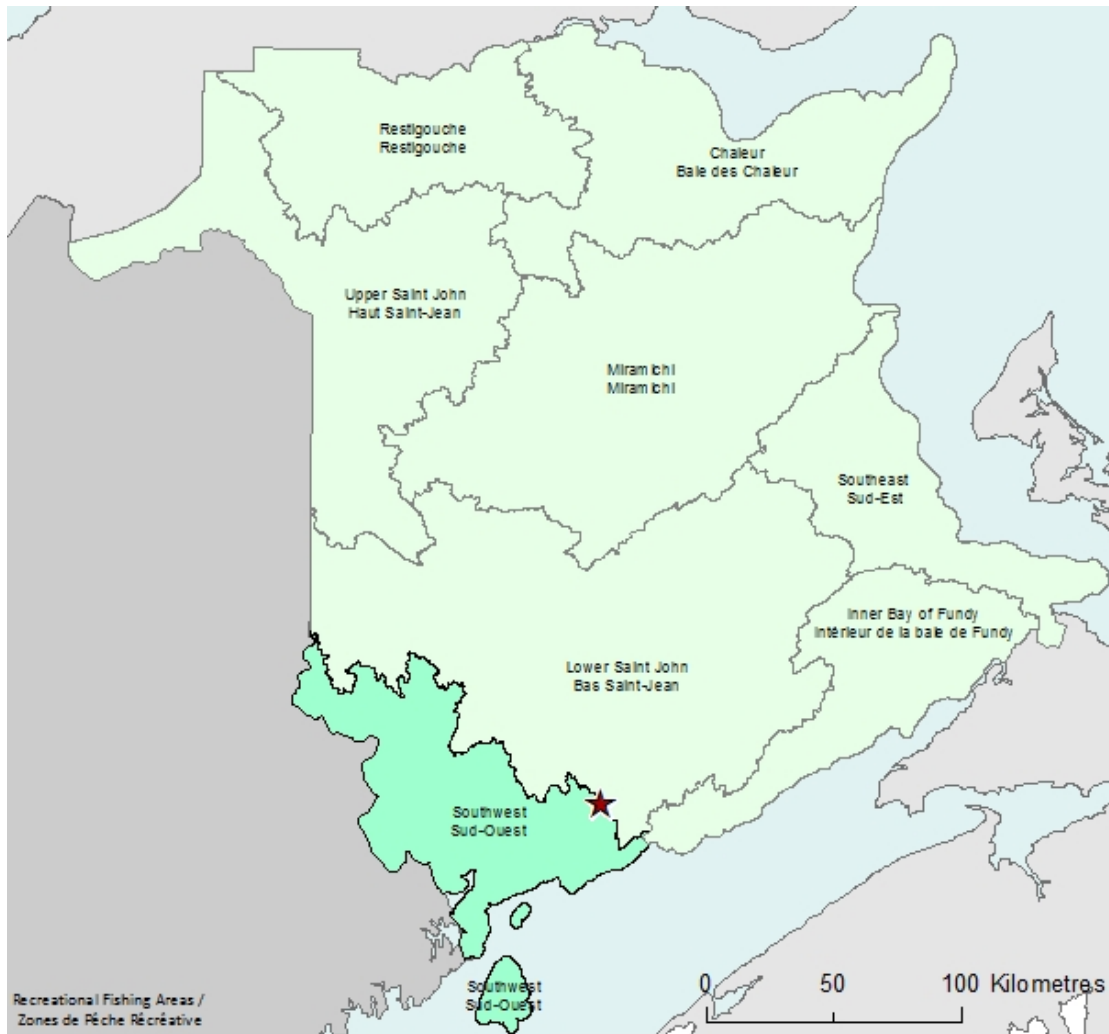 Restigouche
Restigouche
Chaleur
Baie des Chaleur
Upper Saint John
Haut Saint-Jean
Miramichi
Miramichi
Southeast
Sud-Est
Inner Bay of Fundy
Intérieur de la baie de Fundy
Lower Saint John
Bas Saint-Jean
Southwest
Sud-Ouest
Southwest
Sud-Ouest
0 50 100 Kilometres
Recreational Fishing Areas /
Zones de Pêche Récréative